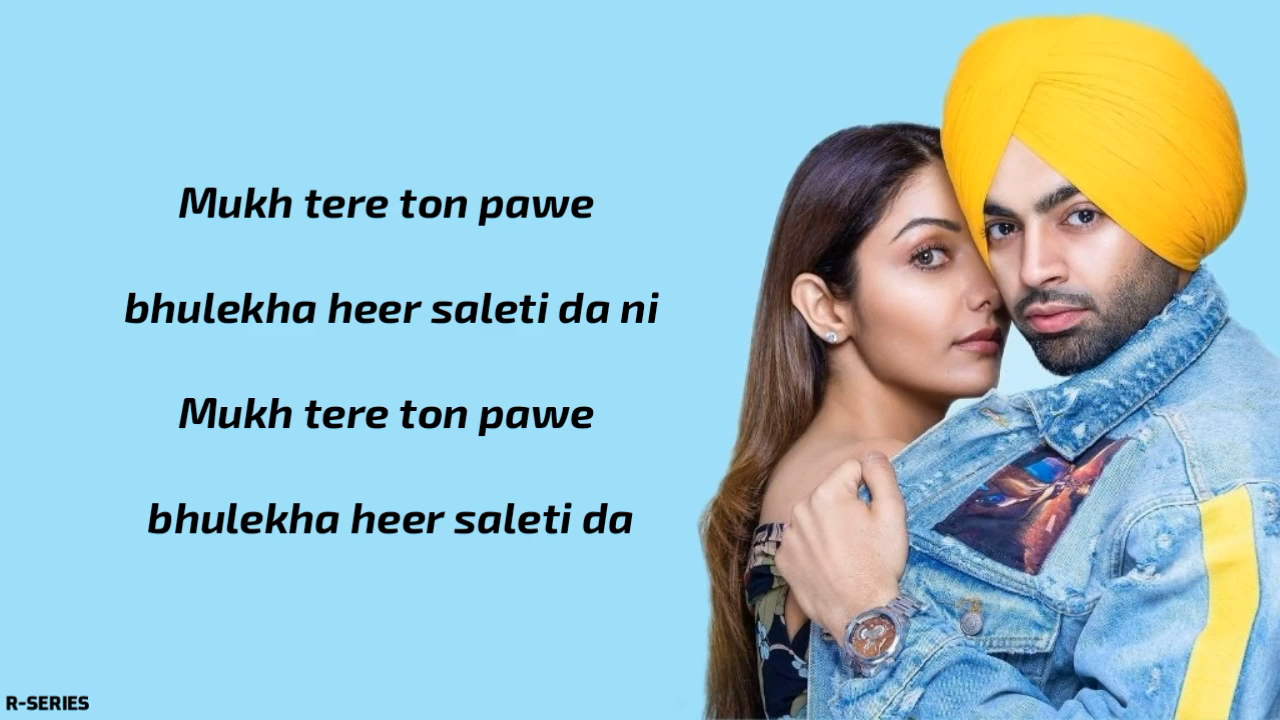 Mukh tere ton pawe
bhulekha heer saleti da ni
Mukh tere ton pawe
bhulekha heer saleti da
R-SERIES